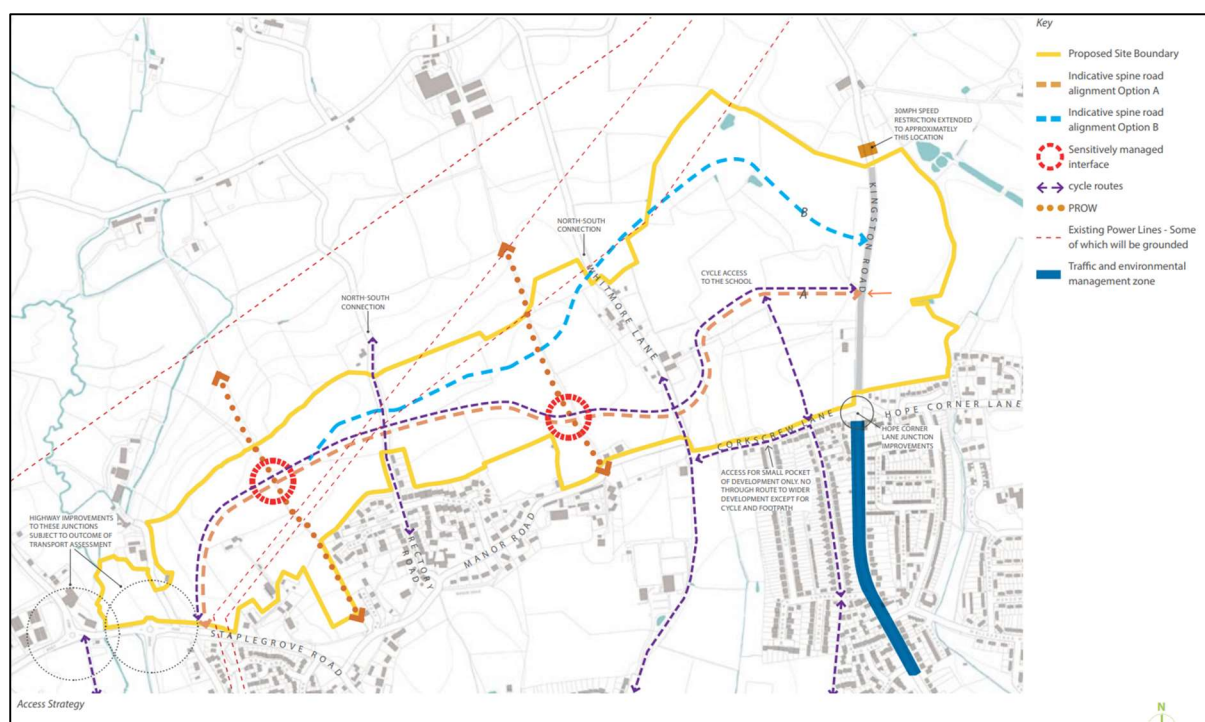 Key
Proposed Site Boundary
Indicative spine road
alignment Option A
Indicative spine road
alignment Option B
Sensitively managed
interface
cycle routes
PROW
Existing Power Lines - Some
of which will be grounded
Traffic and environmental
management zone
30MPH SPEED
RESTRICTION EXTENDED
TO APPROXIMATELY
THIS LOCATION
KINGSTON ROAD
B
NORTH-SOUTH
CONNECTION
WHITMORE LANE
CYCLE ACCESS
TO THE SCHOOL
A
NORTH-SOUTH
CONNECTION
CORKSCREW LANE
HOPE CORNER LANE
HOPE CORNER
LANE JUNCTION
IMPROVEMENTS
ACCESS FOR SMALL POCKET
OF DEVELOPMENT ONLY. NO
THROUGH ROUTE TO WIDER
DEVELOPMENT EXCEPT FOR
CYCLE AND FOOTPATH
HIGHWAY IMPROVEMENTS
TO THESE JUNCTIONS
SUBJECT TO OUTCOME OF
TRANSPORT ASSESSMENT
RECTORY
ROAD
MANOR ROAD
STAPLEGROVE ROAD
Access Strategy
N